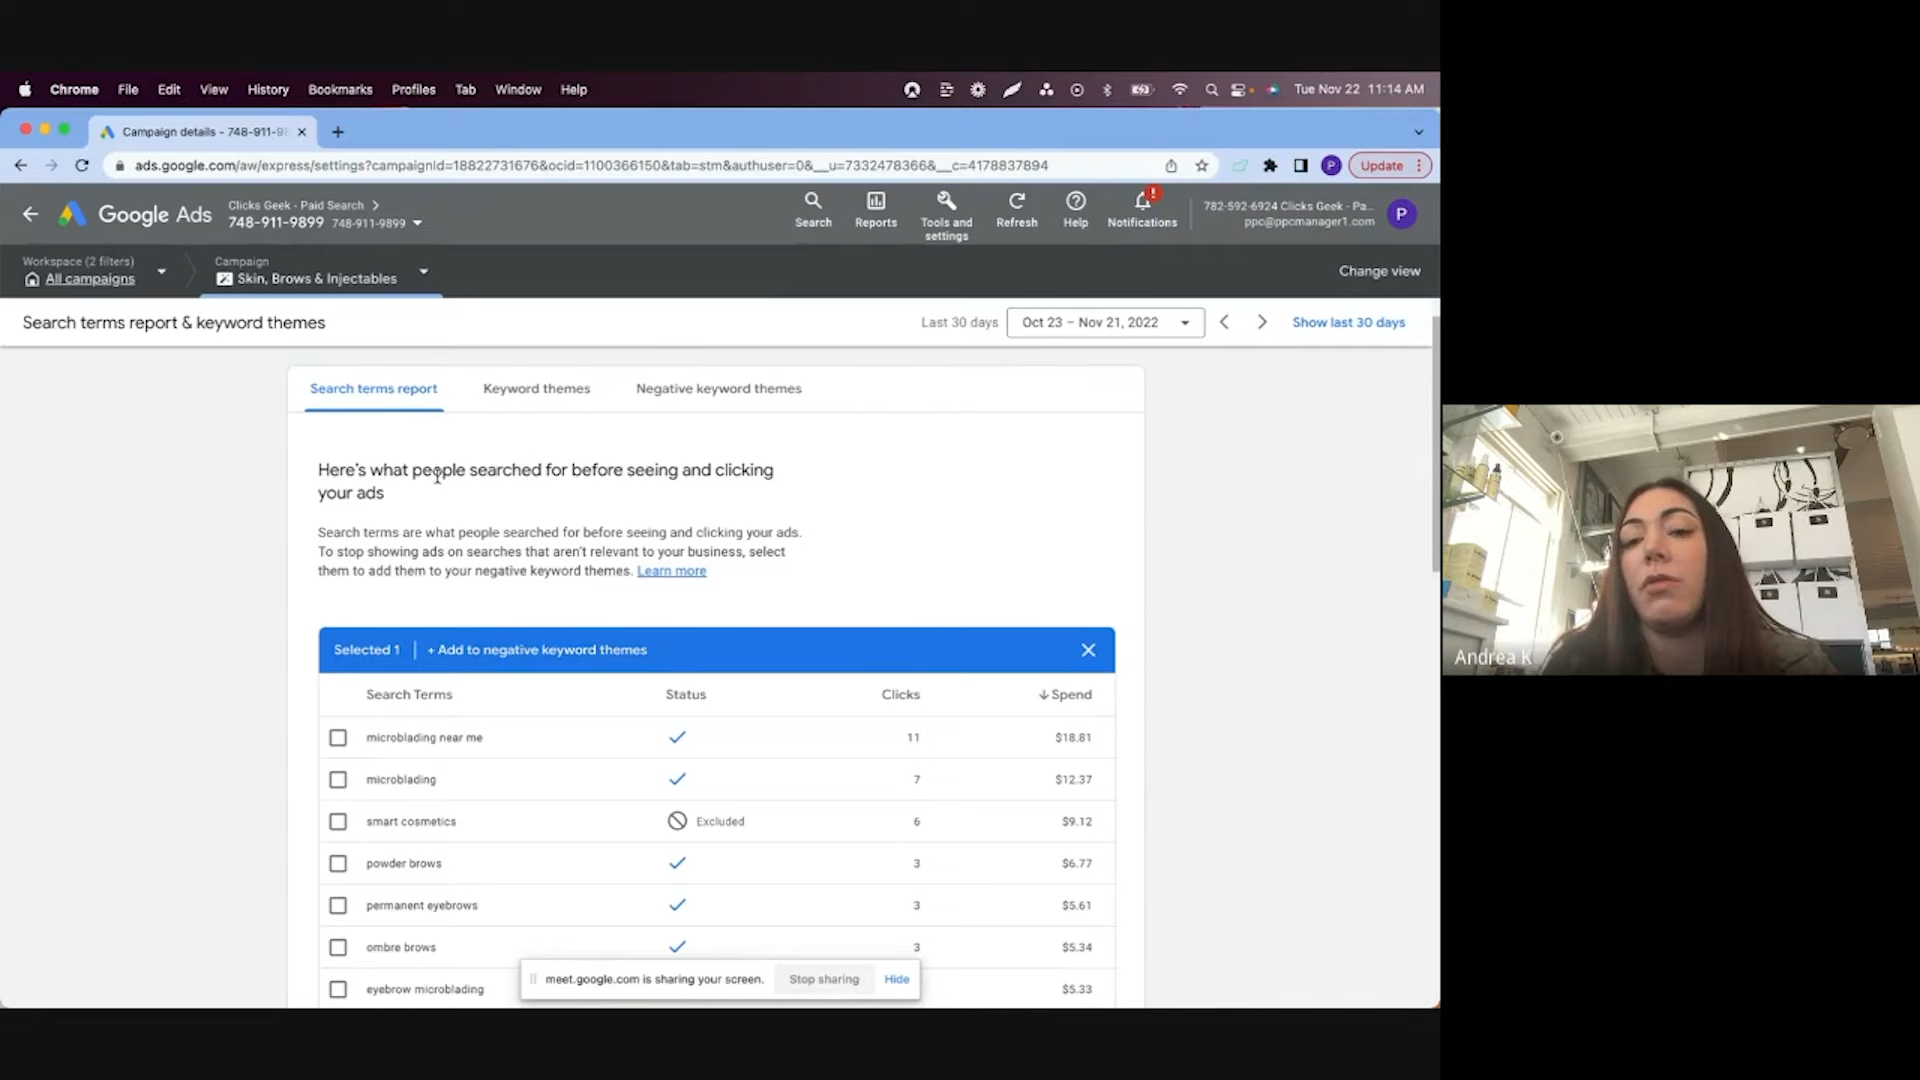 Chrome File Edit View History Bookmarks Profiles Tab Window Help Tue Nov 22 11:14 AM
Campaign details - 748-911-98
ads.google.com/aw/express/settings?campaignId=18822731676&ocid=1100366150&tab=stm&authuser=0&__u=7332478366&__c=4178837894 P Update
Google Ads
Clicks Geek - Paid Search
748-911-9899 748-911-9899
Search
Reports
Tools and settings
Refresh
Help
Notifications
782-592-6924 Clicks Geek - Pa...
ppc@ppcmanager1.com
P
Workspace (2 filters)
All campaigns
Campaign
Skin, Brows & Injectables
Change view
Search terms report & keyword themes
Last 30 days Oct 23 – Nov 21, 2022 Show last 30 days
Search terms report Keyword themes Negative keyword themes
Here's what people searched for before seeing and clicking
your ads
Search terms are what people searched for before seeing and clicking your ads.
To stop showing ads on searches that aren't relevant to your business, select
them to add them to your negative keyword themes. Learn more
Selected 1 + Add to negative keyword themes
Search Terms Status Clicks Spend
microblading near me 11 $18.81
microblading 7 $12.37
smart cosmetics Excluded 6 $9.12
powder brows 3 $6.77
permanent eyebrows 3 $5.61
ombre brows 3 $5.34
eyebrow microblading $5.33
meet.google.com is sharing your screen. Stop sharing Hide
Andrea K